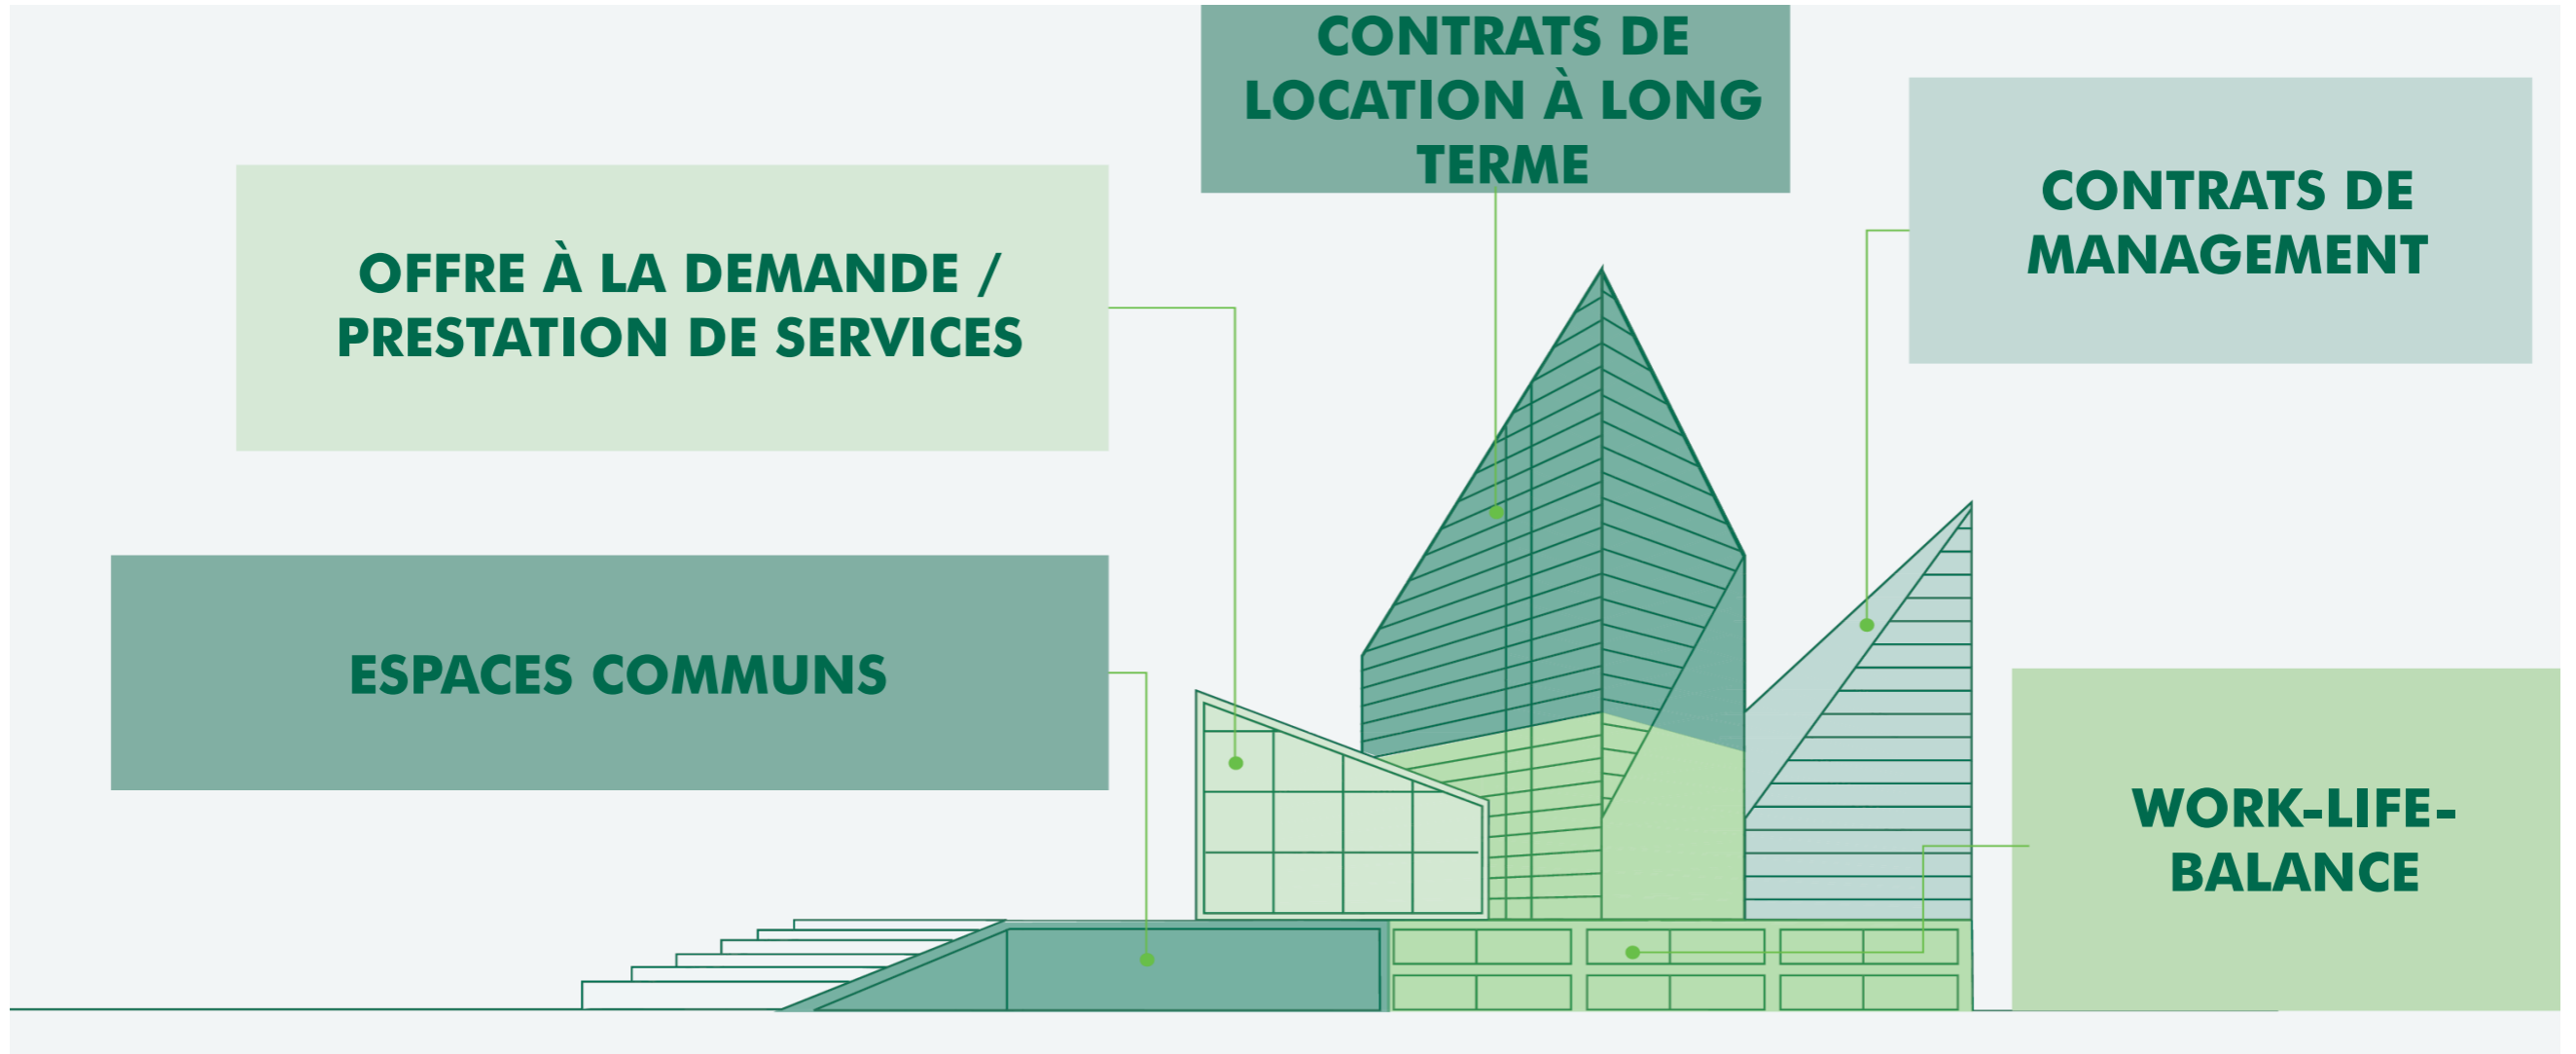 CONTRATS DE
LOCATION À LONG
TERME
CONTRATS DE
MANAGEMENT
OFFRE À LA DEMANDE /
PRESTATION DE SERVICES
ESPACES COMMUNS
WORK-LIFE-
BALANCE